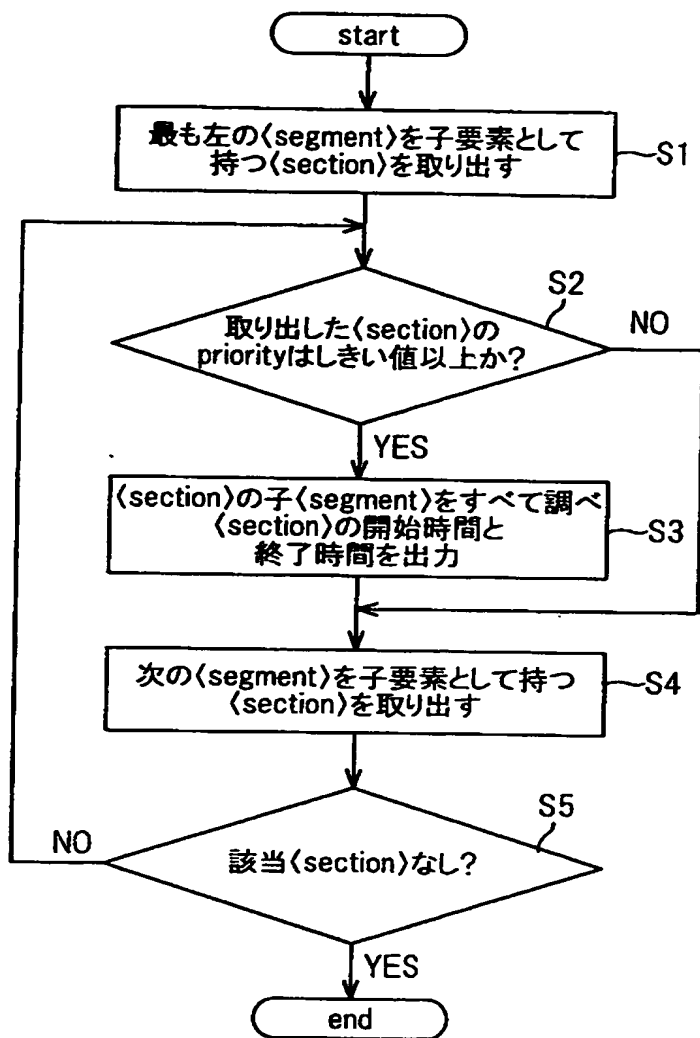 start
最も左の〈segment〉を子要素として
持つ〈section〉を取り出す
S1
S2
取り出した〈section〉の
priorityはしきい値以上か?
NO
YES
〈section〉の子〈segment〉をすべて調べ
〈section〉の開始時間と
終了時間を出力
S3
次の〈segment〉を子要素として持つ
〈section〉を取り出す
S4
S5
NO
該当〈section〉なし?
YES
end